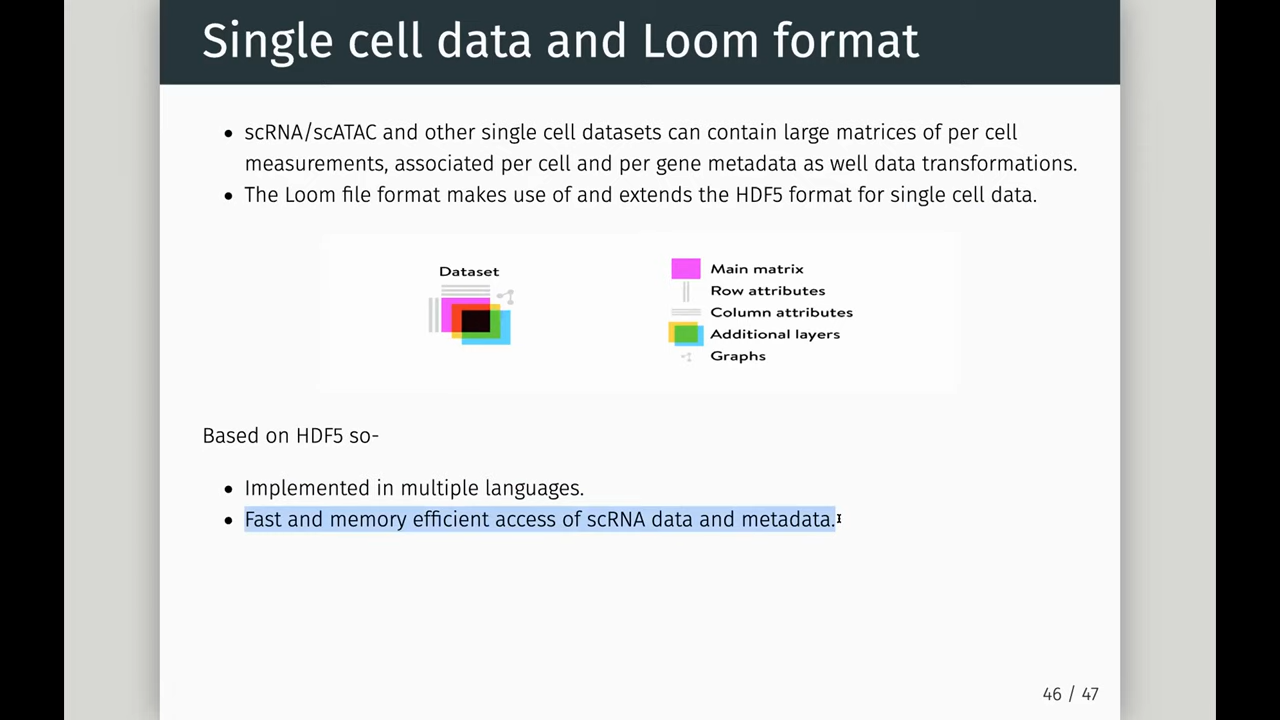 Single cell data and Loom format
• scRNA/scATAC and other single cell datasets can contain large matrices of per cell
measurements, associated per cell and per gene metadata as well data transformations.
• The Loom file format makes use of and extends the HDF5 format for single cell data.
Dataset
Main matrix
Row attributes
Column attributes
Additional layers
Graphs
Based on HDF5 so-
• Implemented in multiple languages.
• Fast and memory efficient access of scRNA data and metadata.
46 / 47